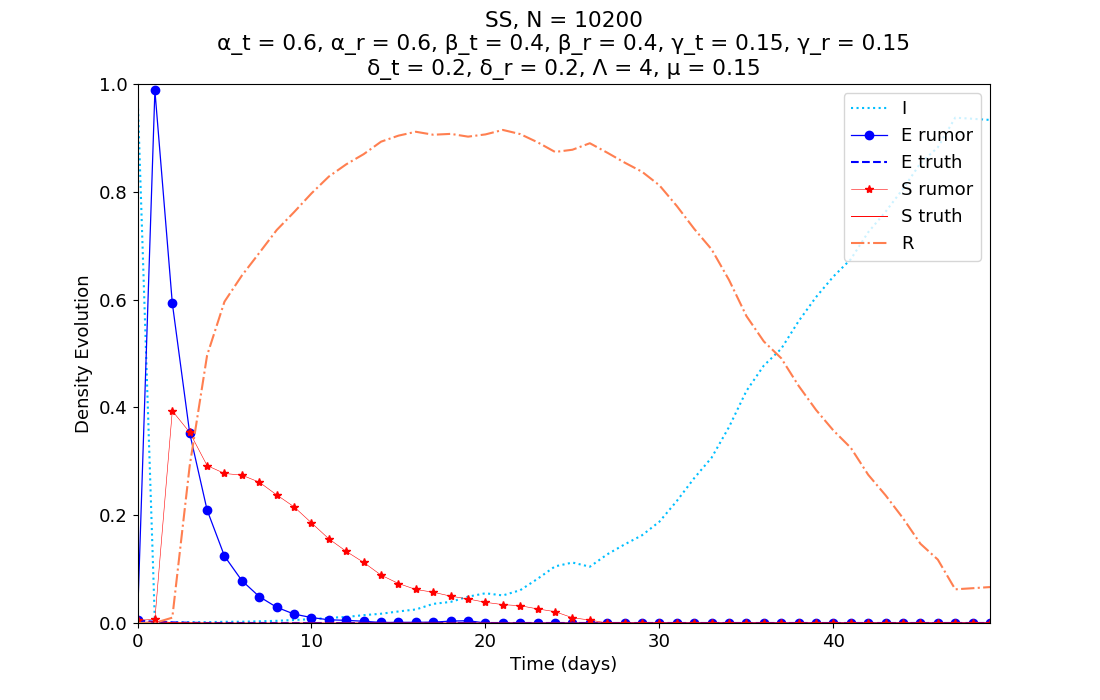 SS, N = 10200
α_t = 0.6, α_r = 0.6, β_t = 0.4, β_r = 0.4, γ_t = 0.15, γ_r = 0.15
δ_t = 0.2, δ_r = 0.2, Λ = 4, μ = 0.15
1.0
0.8
0.6
0.4
0.2
0.0
Density Evolution
I
E rumor
E truth
S rumor
S truth
R
0
10
20
30
40
Time (days)